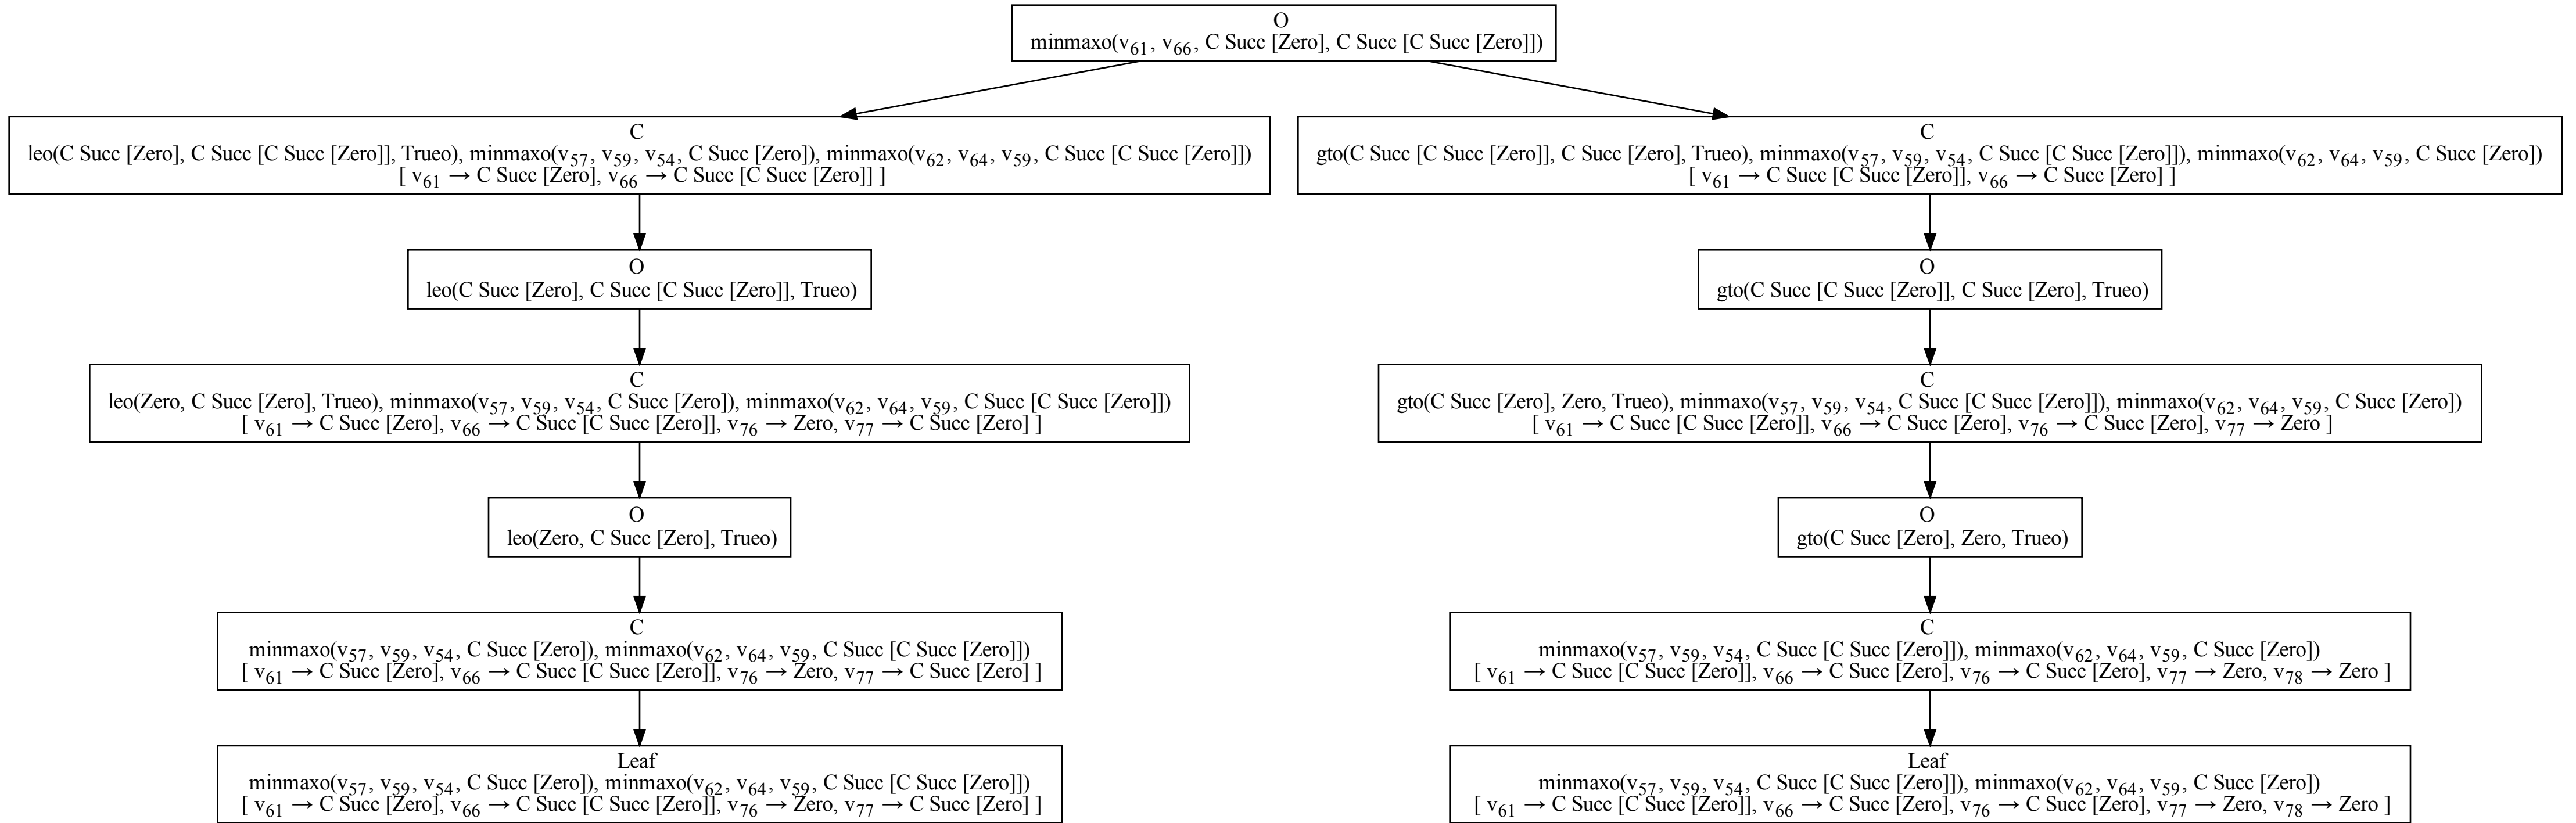 O
minmaxo(v61, v66, C Succ [Zero], C Succ [C Succ [Zero]])
C
leo(C Succ [Zero], C Succ [C Succ [Zero]], Trueo), minmaxo(v57, v59, v54, C Succ [Zero]), minmaxo(v62, v64, v59, C Succ [C Succ [Zero]])
[ v61 → C Succ [Zero], v66 → C Succ [C Succ [Zero]] ]
C
gto(C Succ [C Succ [Zero]], C Succ [Zero], Trueo), minmaxo(v57, v59, v54, C Succ [C Succ [Zero]]), minmaxo(v62, v64, v59, C Succ [Zero])
[ v61 → C Succ [C Succ [Zero]], v66 → C Succ [Zero] ]
O
leo(C Succ [Zero], C Succ [C Succ [Zero]], Trueo)
O
gto(C Succ [C Succ [Zero]], C Succ [Zero], Trueo)
C
leo(Zero, C Succ [Zero], Trueo), minmaxo(v57, v59, v54, C Succ [Zero]), minmaxo(v62, v64, v59, C Succ [C Succ [Zero]])
[ v61 → C Succ [Zero], v66 → C Succ [C Succ [Zero]], v76 → Zero, v77 → C Succ [Zero] ]
C
gto(C Succ [Zero], Zero, Trueo), minmaxo(v57, v59, v54, C Succ [C Succ [Zero]]), minmaxo(v62, v64, v59, C Succ [Zero])
[ v61 → C Succ [C Succ [Zero]], v66 → C Succ [Zero], v76 → C Succ [Zero], v77 → Zero ]
O
leo(Zero, C Succ [Zero], Trueo)
O
gto(C Succ [Zero], Zero, Trueo)
C
minmaxo(v57, v59, v54, C Succ [Zero]), minmaxo(v62, v64, v59, C Succ [C Succ [Zero]])
[ v61 → C Succ [Zero], v66 → C Succ [C Succ [Zero]], v76 → Zero, v77 → C Succ [Zero] ]
C
minmaxo(v57, v59, v54, C Succ [C Succ [Zero]]), minmaxo(v62, v64, v59, C Succ [Zero])
[ v61 → C Succ [C Succ [Zero]], v66 → C Succ [Zero], v76 → C Succ [Zero], v77 → Zero, v78 → Zero ]
Leaf
minmaxo(v57, v59, v54, C Succ [Zero]), minmaxo(v62, v64, v59, C Succ [C Succ [Zero]])
[ v61 → C Succ [Zero], v66 → C Succ [C Succ [Zero]], v76 → Zero, v77 → C Succ [Zero] ]
Leaf
minmaxo(v57, v59, v54, C Succ [C Succ [Zero]]), minmaxo(v62, v64, v59, C Succ [Zero])
[ v61 → C Succ [C Succ [Zero]], v66 → C Succ [Zero], v76 → C Succ [Zero], v77 → Zero, v78 → Zero ]